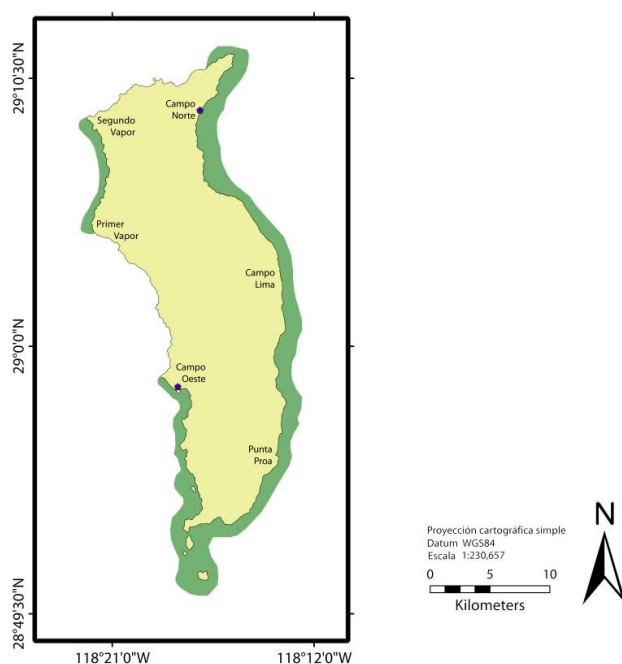 29°10'30"N
29°0'0"N
28°49'30"N
Campo
Norte
Segundo
Vapor
Primer
Vapor
Campo
Lima
Campo
Oeste
Punta
Proa
118°21'0"W
118°12'0"W
Proyección cartográfica simple
Datum WGS84
Escala 1:230,657
0 5 10
Kilometers
N